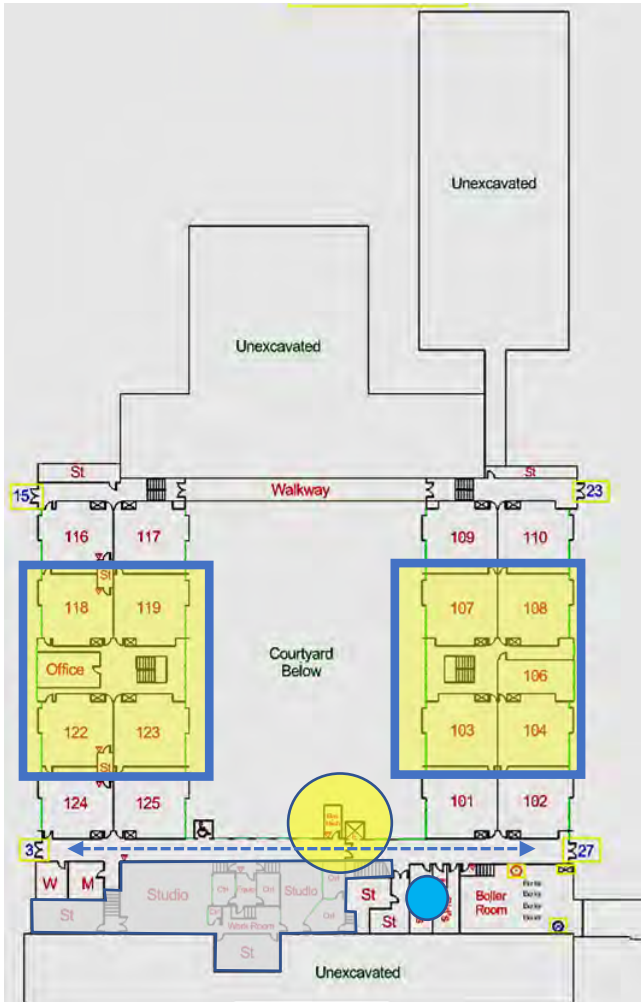 Unexcavated
Unexcavated
St
St
15
Walkway
23
116
117
109
110
St
118
119
107
108
Courtyard
Below
Office
106
122
123
103
104
St
124
125
101
102
3
27
W
M
Studio
Studio
St
Boiler
Room
St
St
Work Room
St
Unexcavated